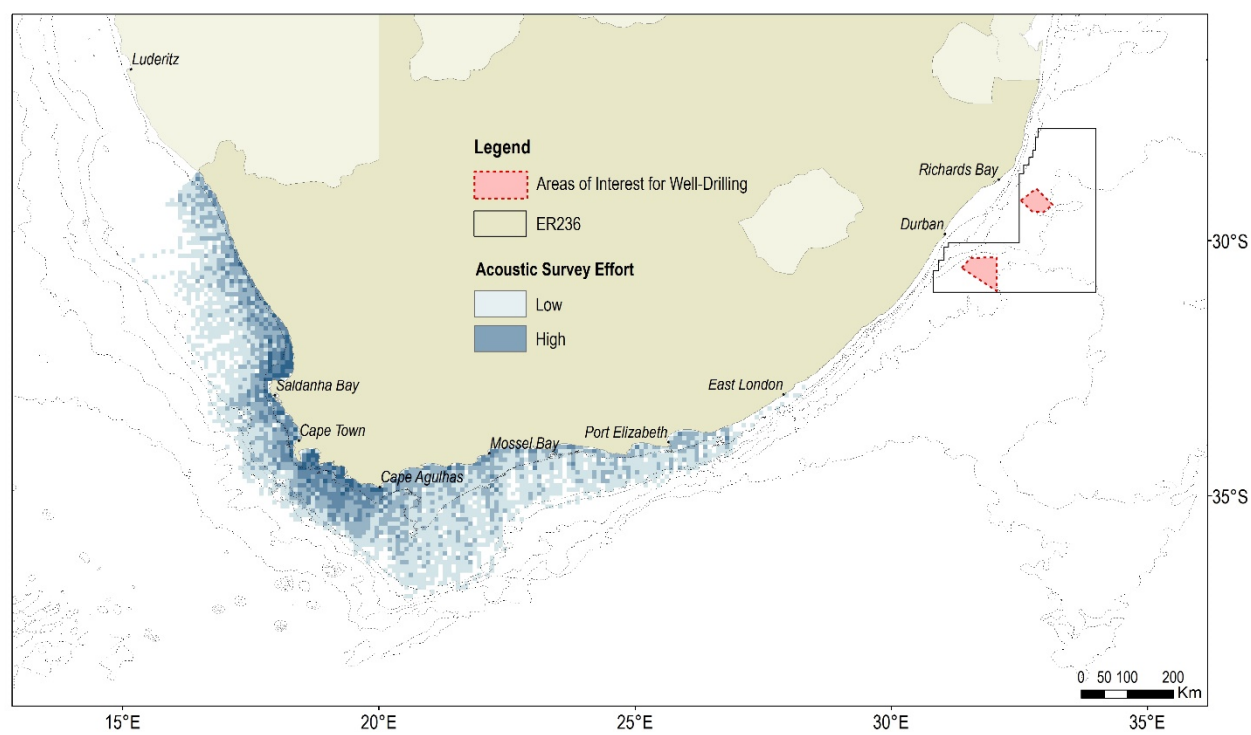 Luderitz
Legend
Areas of Interest for Well-Drilling
ER236
Acoustic Survey Effort
Low
High
Richards Bay
Durban
30°S
East London
Saldanha Bay
Port Elizabeth
Mossel Bay
Cape Town
Cape Agulhas
35°S
0 50 100 200
Km
15°E 20°E 25°E 30°E 35°E